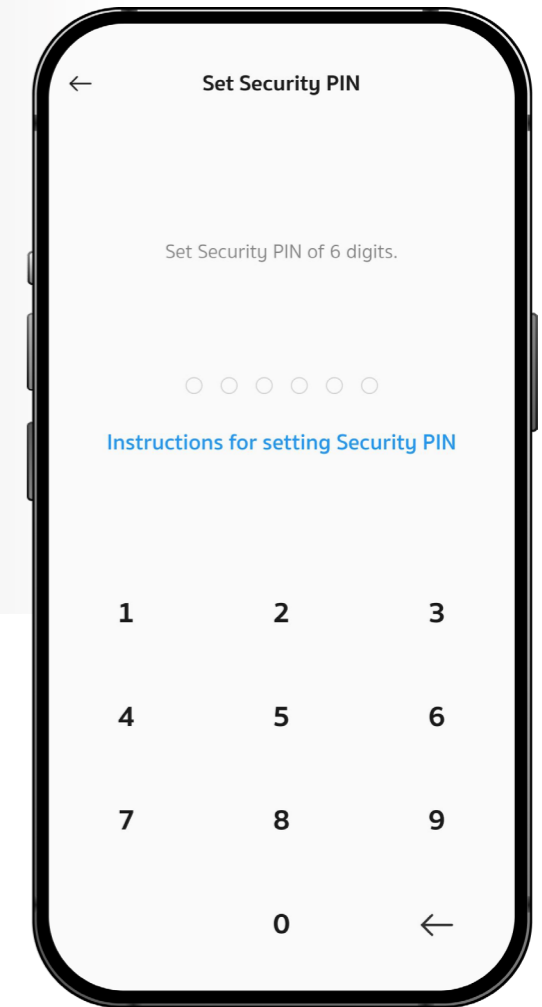 Set Security PIN
Set Security PIN of 6 digits.
Instructions for setting Security PIN
1 2 3
4 5 6
7 8 9
0